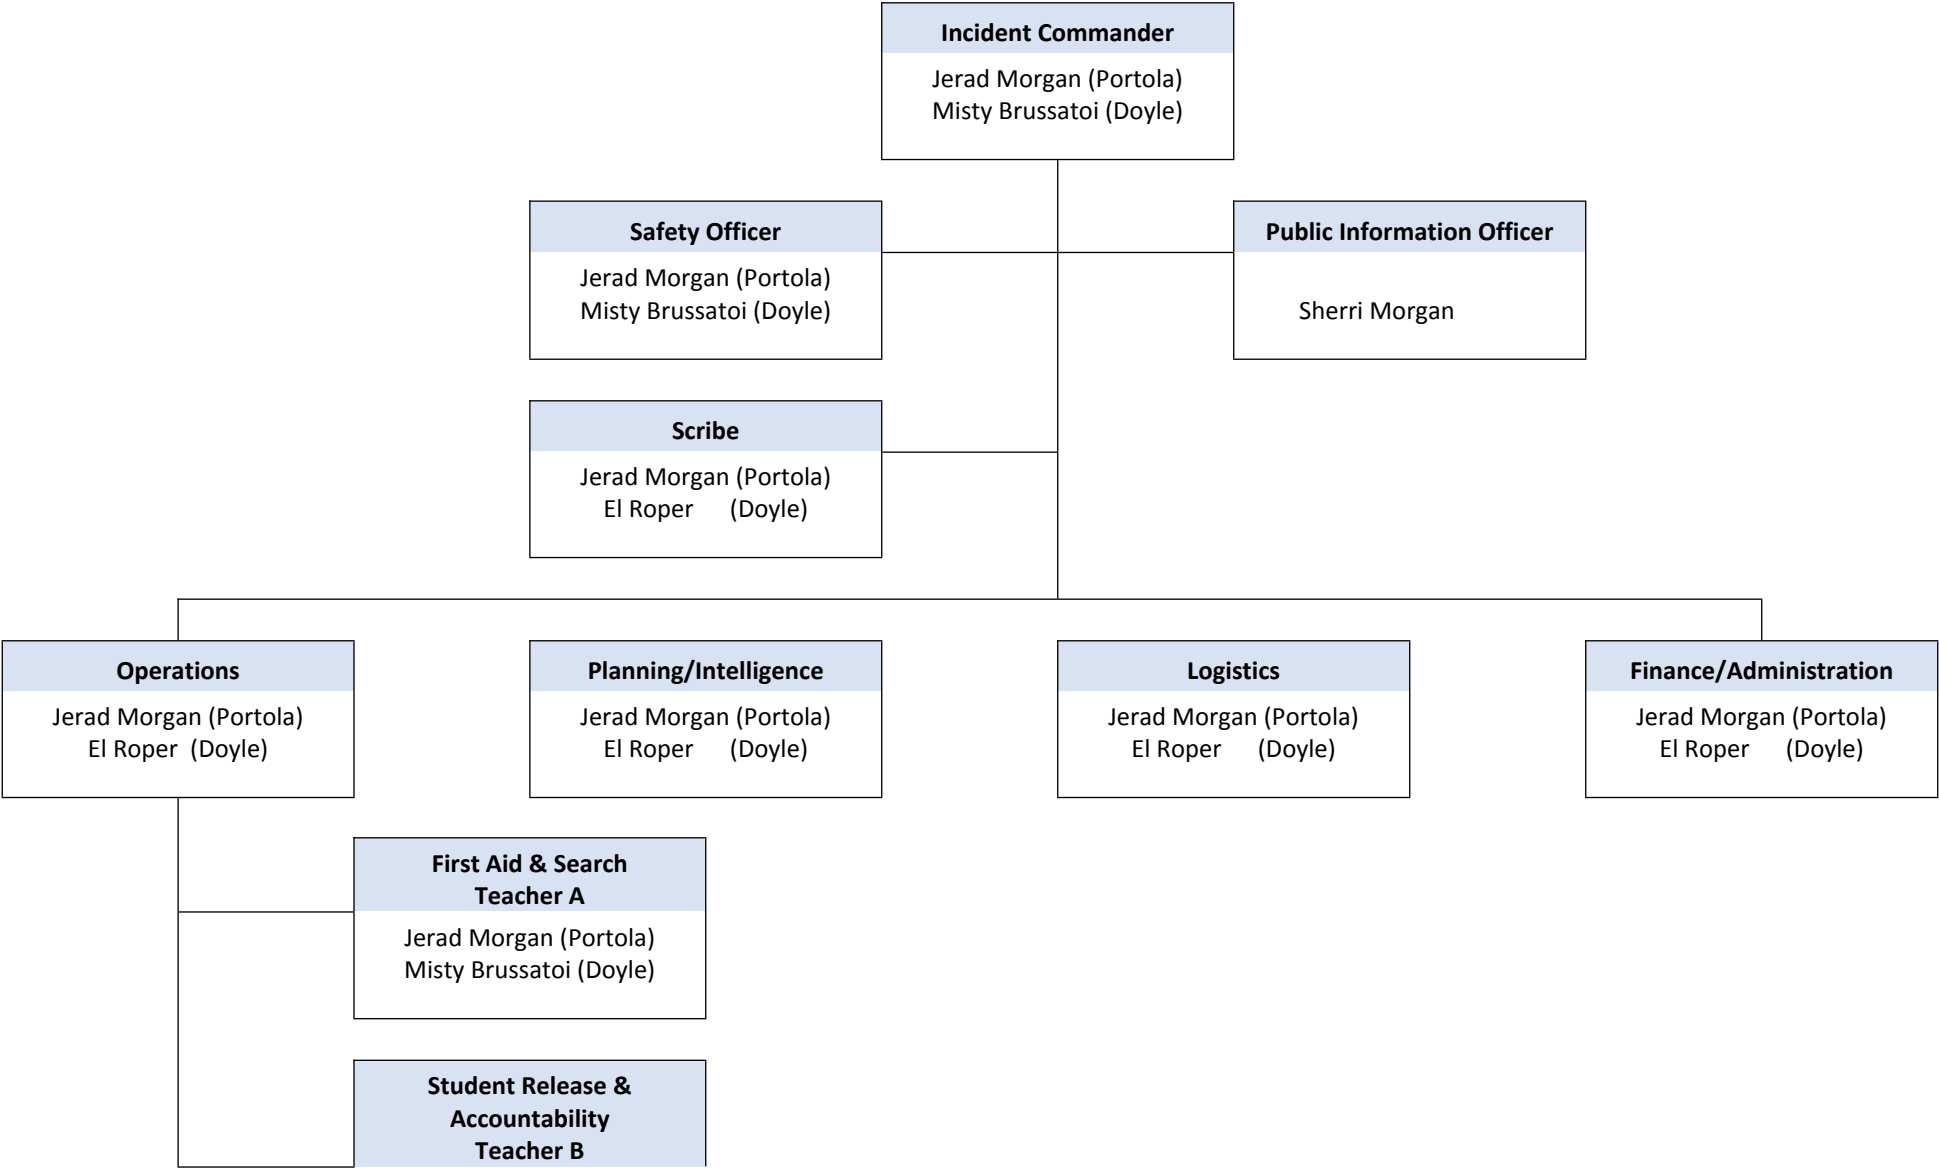 Incident Commander
Jerad Morgan (Portola)
Misty Brussatoi (Doyle)
Safety Officer
Jerad Morgan (Portola)
Misty Brussatoi (Doyle)
Public Information Officer
Sherri Morgan
Scribe
Jerad Morgan (Portola)
El Roper (Doyle)
Operations
Jerad Morgan (Portola)
El Roper (Doyle)
Planning/Intelligence
Jerad Morgan (Portola)
El Roper (Doyle)
Logistics
Jerad Morgan (Portola)
El Roper (Doyle)
Finance/Administration
Jerad Morgan (Portola)
El Roper (Doyle)
First Aid & Search
Teacher A
Jerad Morgan (Portola)
Misty Brussatoi (Doyle)
Student Release &
Accountability
Teacher B